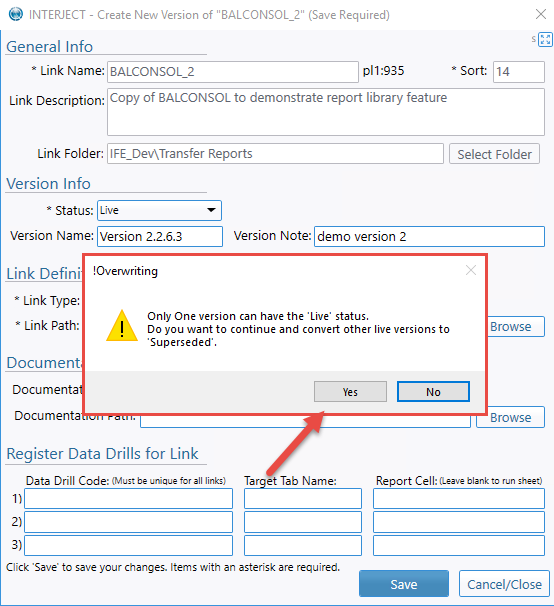 INTERJECT - Create New Version of "BALCONSOL_2" (Save Required)
General Info
s
* Link Name: BALCONSOL_2 pl1:935 * Sort: 14
Link Description: Copy of BALCONSOL to demonstrate report library feature
Link Folder: IFE_Dev\Transfer Reports Select Folder
Version Info
* Status: Live
Version Name: Version 2.2.6.3 Version Note: demo version 2
!Overwriting
Link Defini
* Link Type:
Only One version can have the 'Live' status.
Do you want to continue and convert other live versions to
'Superseded'.
* Link Path: Browse
Documenta
Yes No
Documentat
Documentation Path: Browse
Register Data Drills for Link
Data Drill Code: (Must be unique for all links) Target Tab Name: Report Cell: (Leave blank to run sheet)
1)
2)
3)
Click 'Save' to save your changes. Items with an asterisk are required.
Save Cancel/Close